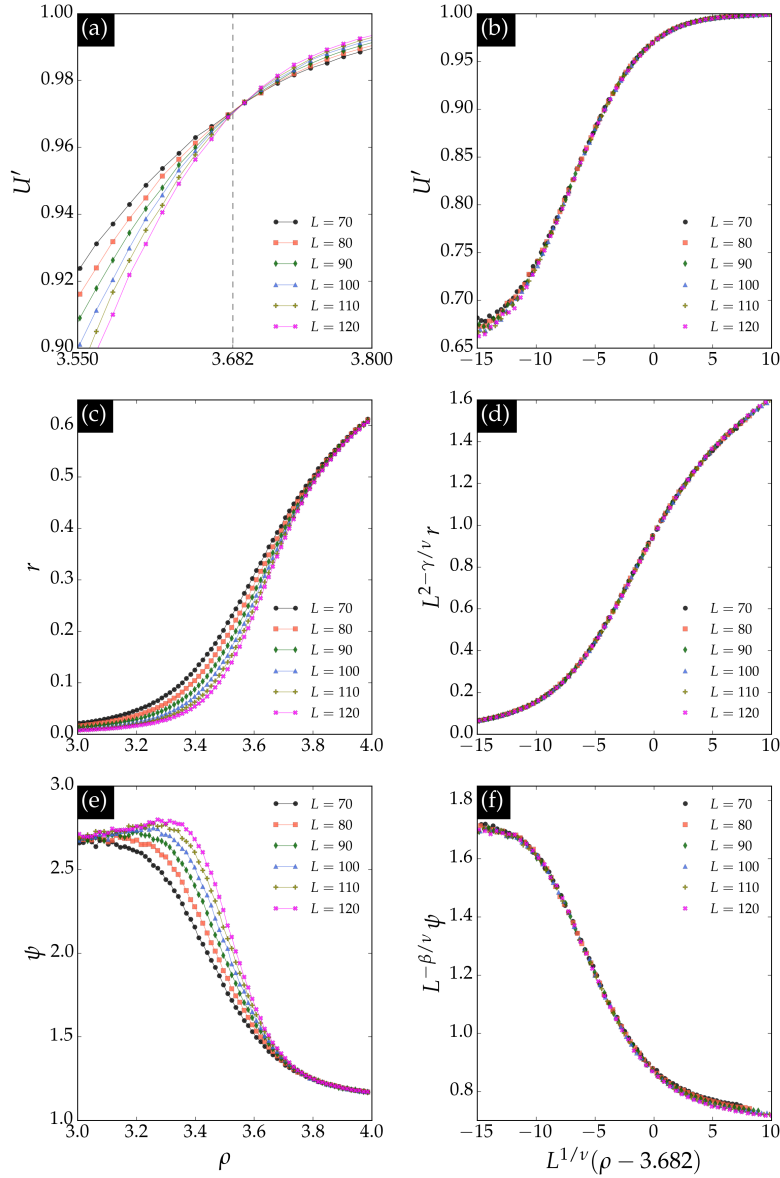 (a)
1.00
0.98
0.96
0.94
0.92
0.90
U′
L = 70
L = 80
L = 90
L = 100
L = 110
L = 120
3.550 3.682 3.800
(b)
1.00
0.95
0.90
0.85
0.80
0.75
0.70
0.65
U′
L = 70
L = 80
L = 90
L = 100
L = 110
L = 120
−15 −10 −5 0 5 10
(c)
0.6
0.5
0.4
0.3
0.2
0.1
0.0
r
L = 70
L = 80
L = 90
L = 100
L = 110
L = 120
3.0 3.2 3.4 3.6 3.8 4.0
(d)
1.6
1.4
1.2
1.0
0.8
0.6
0.4
0.2
0.0
L^{2−γ/ν} r
L = 70
L = 80
L = 90
L = 100
L = 110
L = 120
−15 −10 −5 0 5 10
(e)
3.0
2.5
2.0
1.5
1.0
ψ
L = 70
L = 80
L = 90
L = 100
L = 110
L = 120
3.0 3.2 3.4 3.6 3.8 4.0
ρ
(f)
1.8
1.6
1.4
1.2
1.0
0.8
L^{−β/ν} ψ
L = 70
L = 80
L = 90
L = 100
L = 110
L = 120
−15 −10 −5 0 5 10
L^{1/ν}(ρ − 3.682)